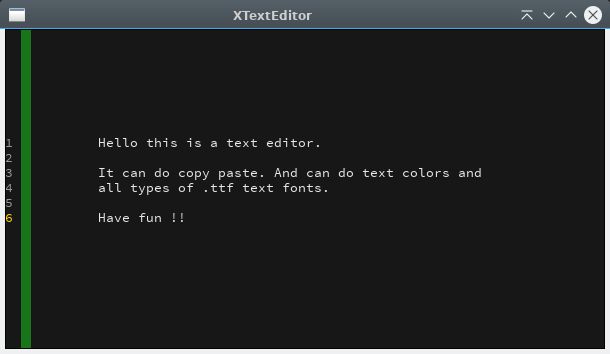 XTextEditor
1 Hello this is a text editor.
2
3 It can do copy paste. And can do text colors and
4 all types of .ttf text fonts.
5
6 Have fun !!